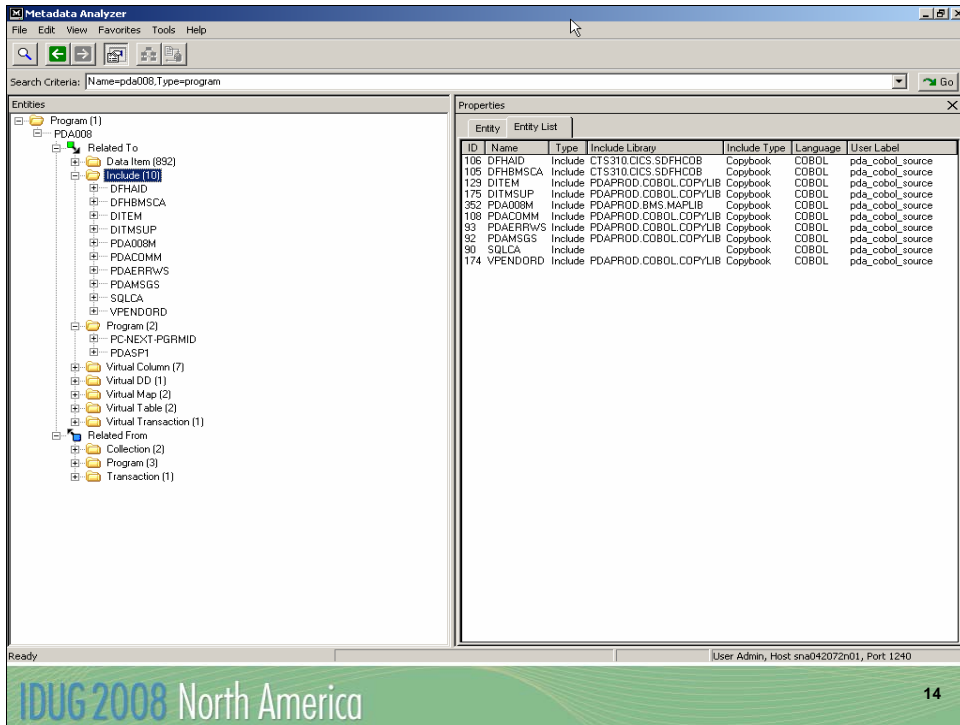 Metadata Analyzer
File Edit View Favorites Tools Help
Search Criteria: Name=pda008,Type=program Go
Entities
Program (1)
PDA008
Related To
Data Item (892)
Include (10)
DFHAID
DFHBMSCA
DITEM
DITMSUP
PDA008M
PDACOMM
PDAERRWS
PDAMSGS
SQLCA
VPENDORD
Program (2)
PC-NEXT-PGRMID
PDASP1
Virtual Column (7)
Virtual DD (1)
Virtual Map (2)
Virtual Table (2)
Virtual Transaction (1)
Related From
Collection (2)
Program (3)
Transaction (1)
Properties
Entity Entity List
ID Name Type Include Library Include Type Language User Label
106 DFHAID Include CTS310.CICS.SDFHCOB Copybook COBOL pda_cobol_source
105 DFHBMSCA Include CTS310.CICS.SDFHCOB Copybook COBOL pda_cobol_source
129 DITEM Include PDAPROD.COBOL.COPYLIB Copybook COBOL pda_cobol_source
175 DITMSUP Include PDAPROD.COBOL.COPYLIB Copybook COBOL pda_cobol_source
352 PDA008M Include PDAPROD.BMS.MAPLIB Copybook COBOL pda_cobol_source
108 PDACOMM Include PDAPROD.COBOL.COPYLIB Copybook COBOL pda_cobol_source
93 PDAERRWS Include PDAPROD.COBOL.COPYLIB Copybook COBOL pda_cobol_source
92 PDAMSGS Include PDAPROD.COBOL.COPYLIB Copybook COBOL pda_cobol_source
90 SQLCA Include Copybook COBOL pda_cobol_source
174 VPENDORD Include PDAPROD.COBOL.COPYLIB Copybook COBOL pda_cobol_source
Ready User Admin, Host sna042072n01, Port 1240
IDUG 2008 North America 14